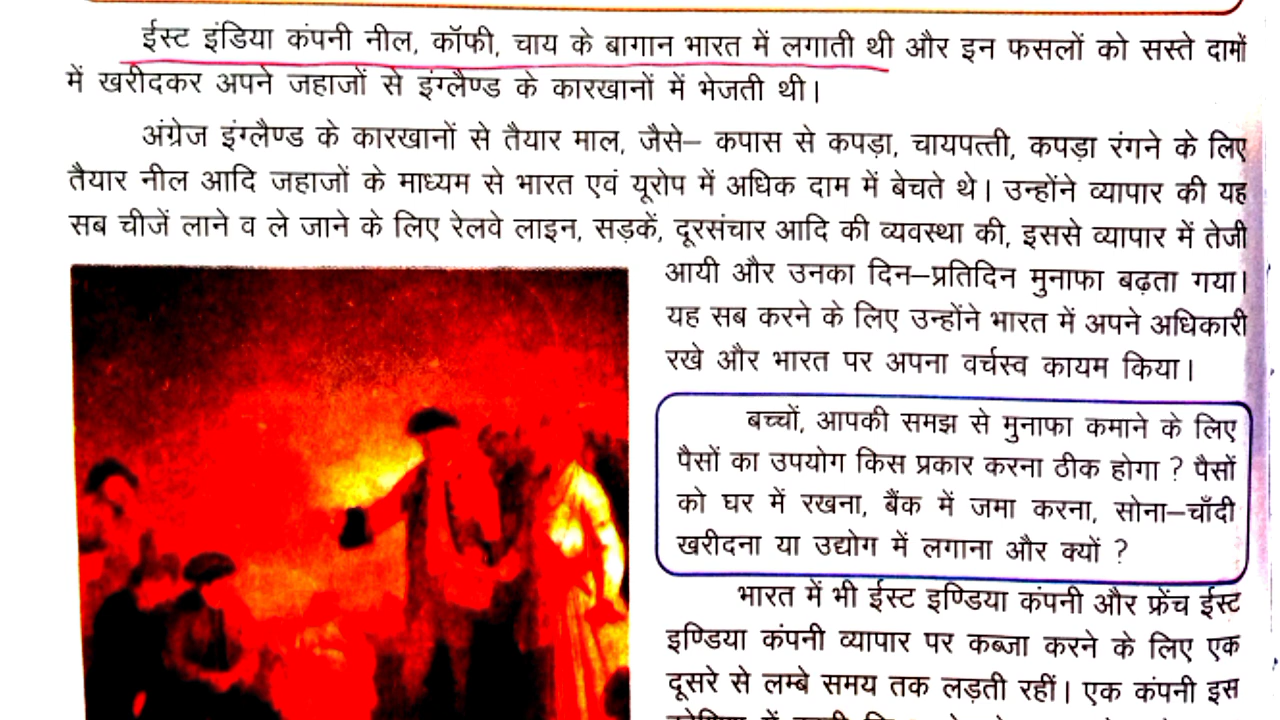 ईस्ट इंडिया कंपनी नील, कॉफी, चाय के बागान भारत में लगाती थी और इन फसलों को सस्ते दामों
में खरीदकर अपने जहाजों से इंग्लैण्ड के कारखानों में भेजती थी।
अंग्रेज इंग्लैण्ड के कारखानों से तैयार माल, जैसे– कपास से कपड़ा, चायपत्ती, कपड़ा रंगने के लिए
तैयार नील आदि जहाजों के माध्यम से भारत एवं यूरोप में अधिक दाम में बेचते थे। उन्होंने व्यापार की यह
सब चीजें लाने व ले जाने के लिए रेलवे लाइन, सड़कें, दूरसंचार आदि की व्यवस्था की, इससे व्यापार में तेजी
आयी और उनका दिन–प्रतिदिन मुनाफा बढ़ता गया।
यह सब करने के लिए उन्होंने भारत में अपने अधिकारी
रखे और भारत पर अपना वर्चस्व कायम किया।
बच्चों, आपकी समझ से मुनाफा कमाने के लिए
पैसों का उपयोग किस प्रकार करना ठीक होगा ? पैसों
को घर में रखना, बैंक में जमा करना, सोना–चाँदी
खरीदना या उद्योग में लगाना और क्यों ?
भारत में भी ईस्ट इण्डिया कंपनी और फ्रेंच ईस्ट
इण्डिया कंपनी व्यापार पर कब्जा करने के लिए एक
दूसरे से लम्बे समय तक लड़ती रहीं। एक कंपनी इस